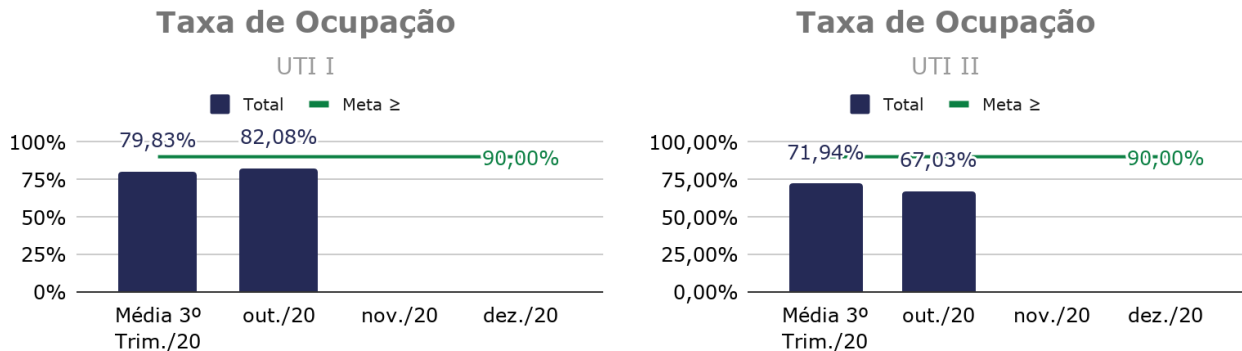 Taxa de Ocupação
UTI I
Total Meta ≥
79,83% 82,08%
100%
90,00%
75%
50%
25%
0%
Média 3º Trim./20 out./20 nov./20 dez./20
Taxa de Ocupação
UTI II
Total Meta ≥
71,94% 67,03%
100,00%
90,00%
75,00%
50,00%
25,00%
0,00%
Média 3º Trim./20 out./20 nov./20 dez./20